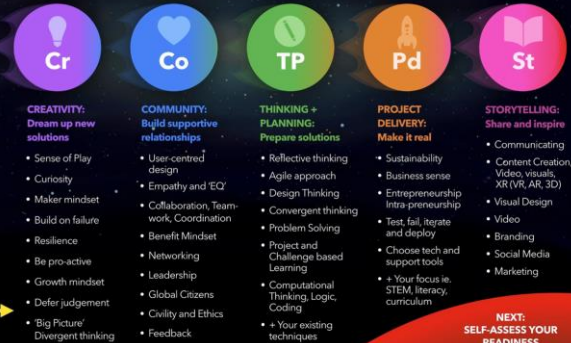 Cr
Co
TP
Pd
St
CREATIVITY:
Dream up new
solutions
• Sense of Play
• Curiosity
• Maker mindset
• Build on failure
• Resilience
• Be pro-active
• Growth mindset
• Defer judgement
• 'Big Picture'
Divergent thinking
COMMUNITY:
Build supportive
relationships
• User-centred
design
• Empathy and 'EQ'
• Collaboration, Team-
work, Coordination
• Benefit Mindset
• Networking
• Leadership
• Global Citizens
• Civility and Ethics
• Feedback
THINKING +
PLANNING:
Prepare solutions
• Reflective thinking
• Agile approach
• Design Thinking
• Convergent thinking
• Problem Solving
• Project and
Challenge based
Learning
• Computational
Thinking, Logic,
Coding
• + Your existing
techniques
PROJECT
DELIVERY:
Make it real
• Sustainability
• Business sense
• Entrepreneurship
Intra-preneurship
• Test, fail, iterate
and deploy
• Choose tech and
support tools
• + Your focus ie.
STEM, literacy,
curriculum
STORYTELLING:
Share and inspire
• Communicating
• Content Creation,
Video, visuals,
XR (VR, AR, 3D)
• Visual Design
• Video
• Branding
• Social Media
• Marketing
NEXT:
SELF-ASSESS YOUR
READINESS